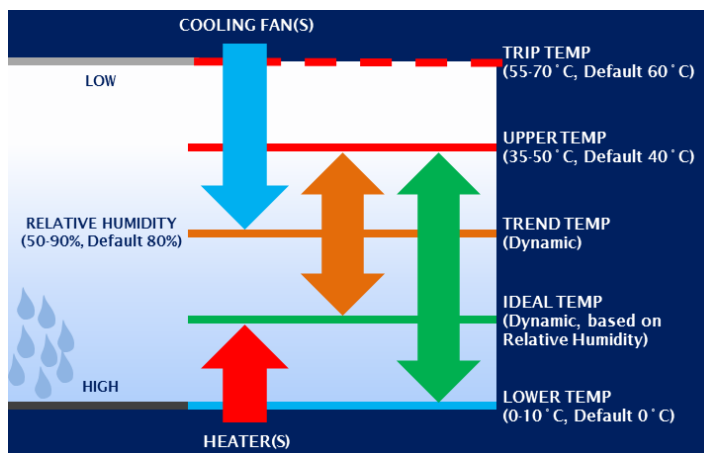 COOLING FAN(S)
TRIP TEMP
(55-70˚C, Default 60˚C)
LOW
UPPER TEMP
(35-50˚C, Default 40˚C)
RELATIVE HUMIDITY
(50-90%, Default 80%)
TREND TEMP
(Dynamic)
IDEAL TEMP
(Dynamic, based on
Relative Humidity)
HIGH
LOWER TEMP
(0-10˚C, Default 0˚C)
HEATER(S)